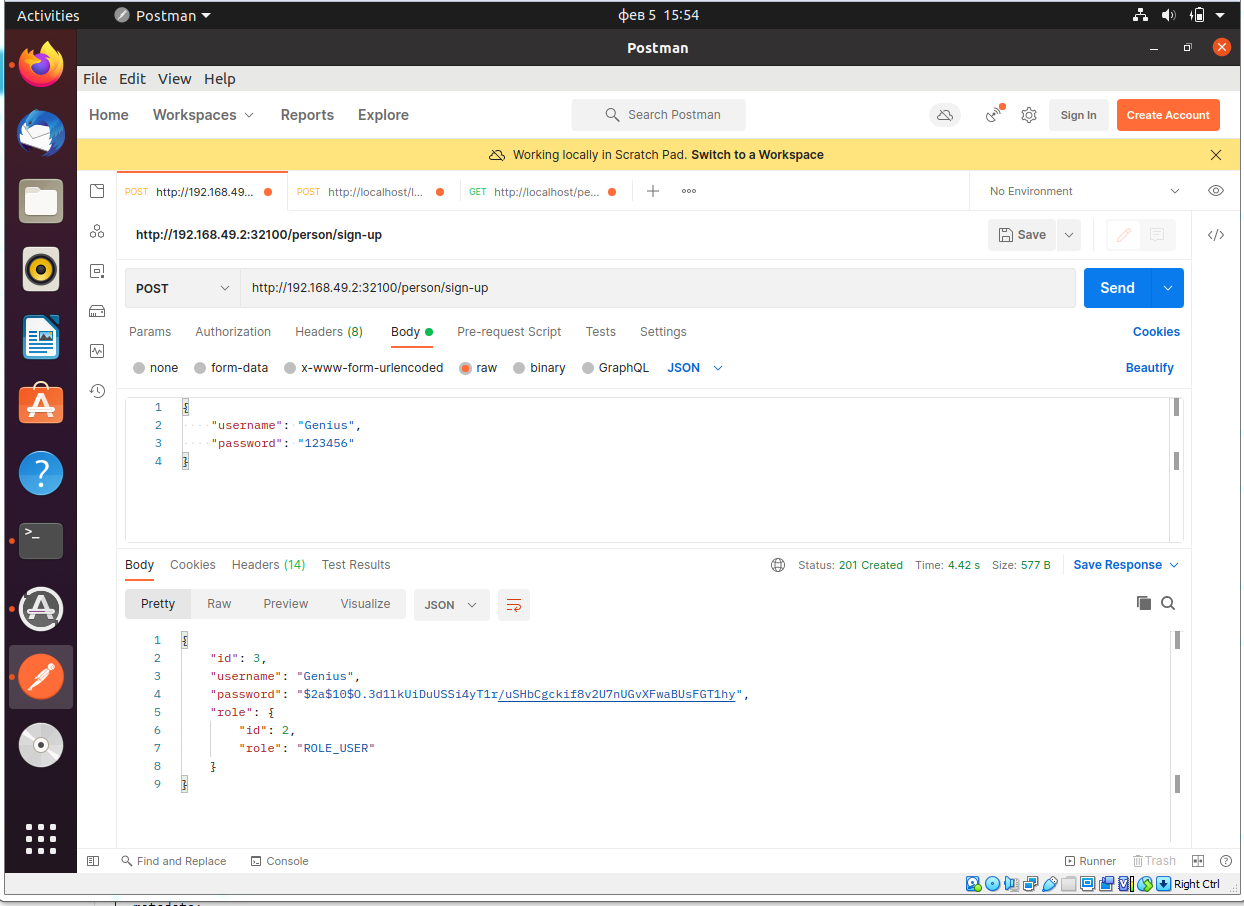 Activities Postman фев 5 15:54
Postman
File Edit View Help
Home Workspaces Reports Explore Search Postman Sign In Create Account
Working locally in Scratch Pad. Switch to a Workspace
POST http://192.168.49... POST http://localhost/l... GET http://localhost/pe... No Environment
http://192.168.49.2:32100/person/sign-up Save
POST http://192.168.49.2:32100/person/sign-up Send
Params Authorization Headers (8) Body Pre-request Script Tests Settings Cookies
none form-data x-www-form-urlencoded raw binary GraphQL JSON Beautify
1 {
2 "username": "Genius",
3 "password": "123456"
4 }
Body Cookies Headers (14) Test Results Status: 201 Created Time: 4.42 s Size: 577 B Save Response
Pretty Raw Preview Visualize JSON
1 {
2 "id": 3,
3 "username": "Genius",
4 "password": "$2a$10$O.3d1lkUiDuUSSi4yT1r/uSHbCgckif8v2U7nUGvXFwaBUsFGT1hy",
5 "role": {
6 "id": 2,
7 "role": "ROLE_USER"
8 }
9 }
Find and Replace Console Runner Trash
Right Ctrl